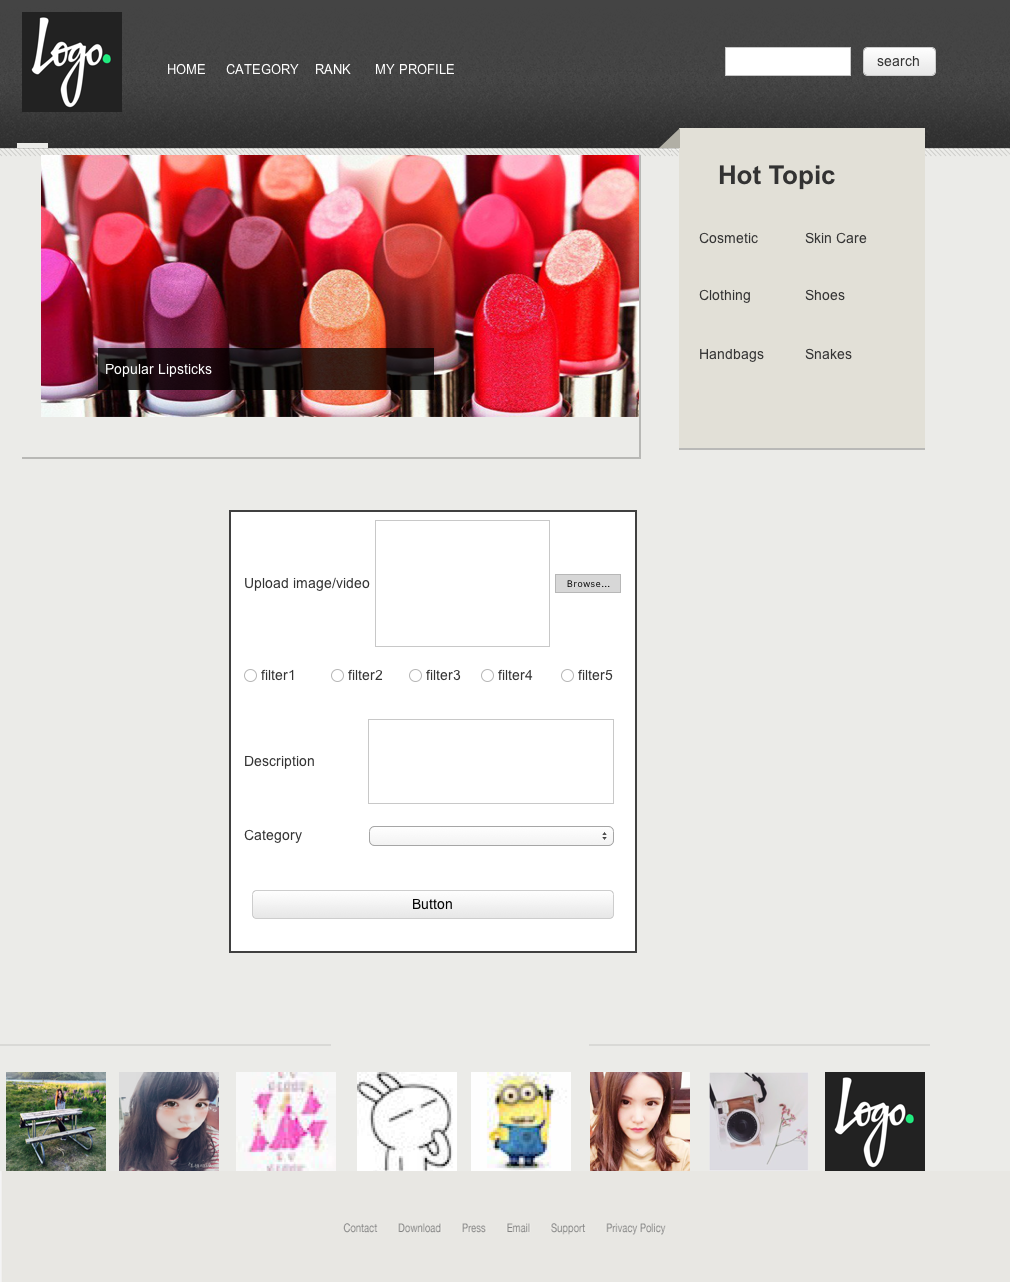 Logo.
HOME CATEGORY RANK MY PROFILE
search
Hot Topic
Cosmetic Skin Care
Clothing Shoes
Handbags Snakes
Popular Lipsticks
Upload image/video
Browse...
filter1 filter2 filter3 filter4 filter5
Description
Category
Button
Logo.
Contact Download Press Email Support Privacy Policy